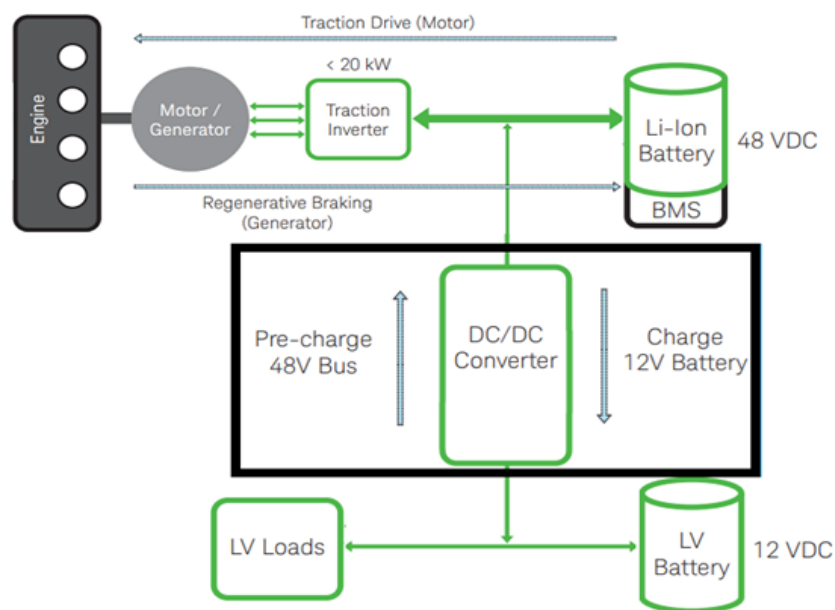 Traction Drive (Motor)
< 20 kW
Engine
Motor /
Generator
Traction
Inverter
Li-Ion
Battery
48 VDC
BMS
Regenerative Braking
(Generator)
Pre-charge
48V Bus
DC/DC
Converter
Charge
12V Battery
LV Loads
LV
Battery
12 VDC